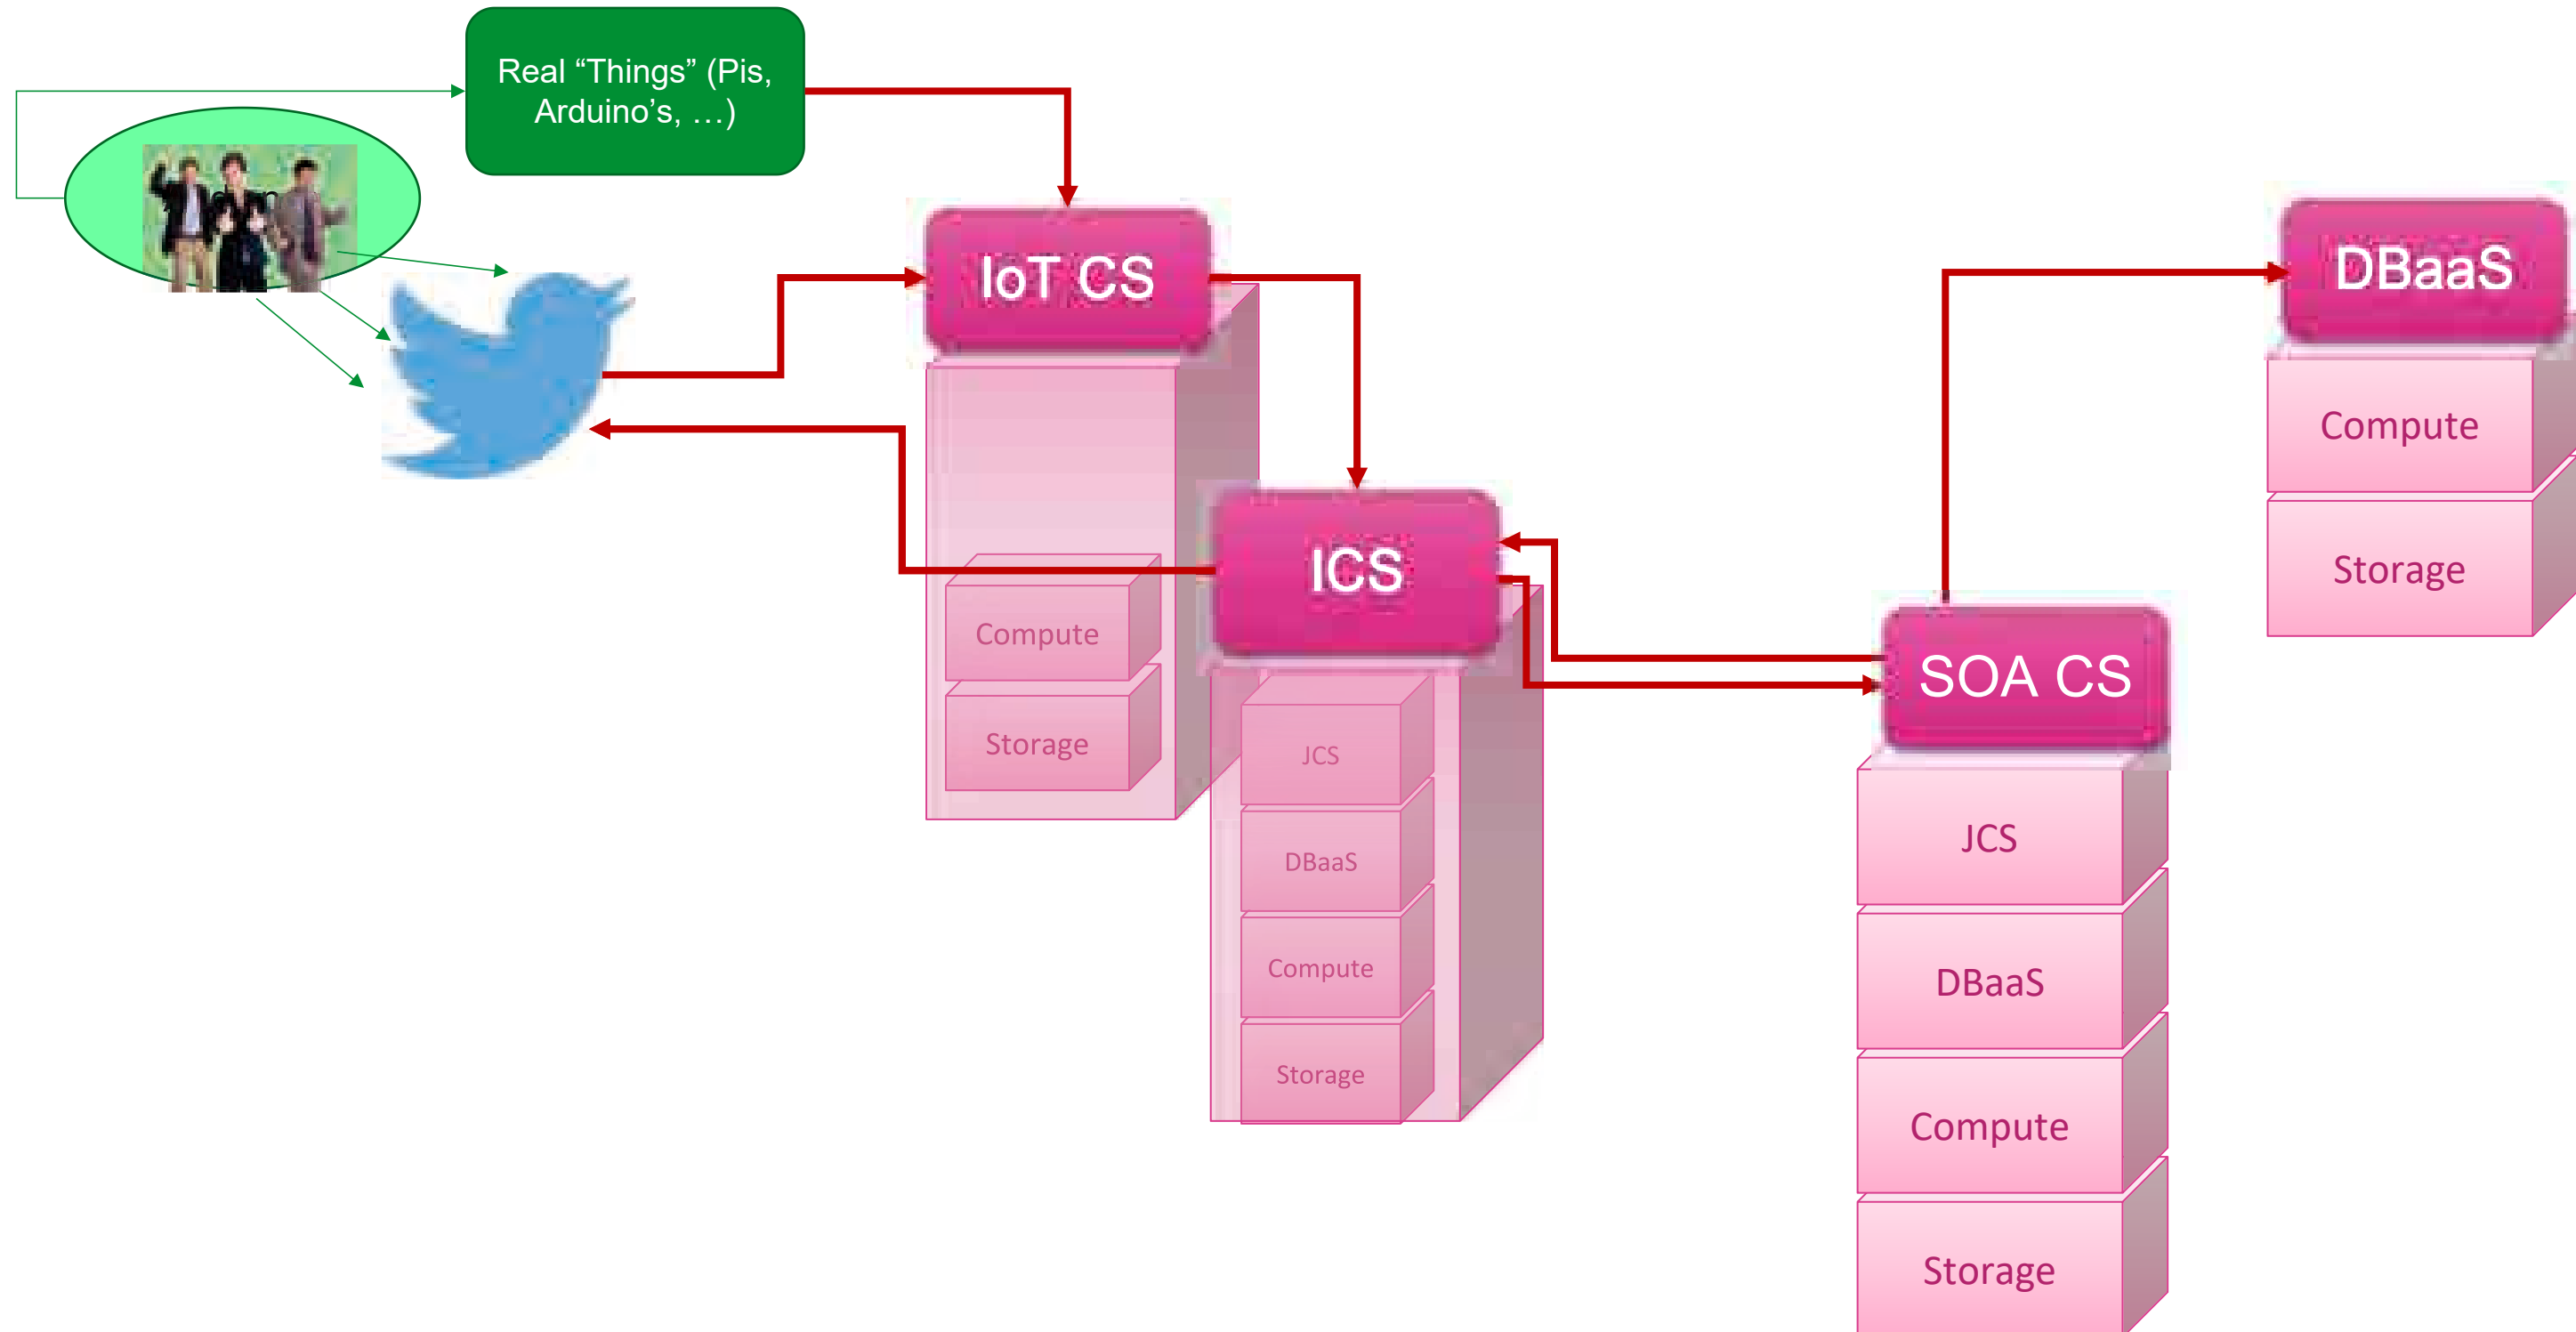 Real “Things” (Pis,
Arduino’s, …)
IoT CS
Compute
Storage
ICS
JCS
DBaaS
Compute
Storage
SOA CS
JCS
DBaaS
Compute
Storage
DBaaS
Compute
Storage